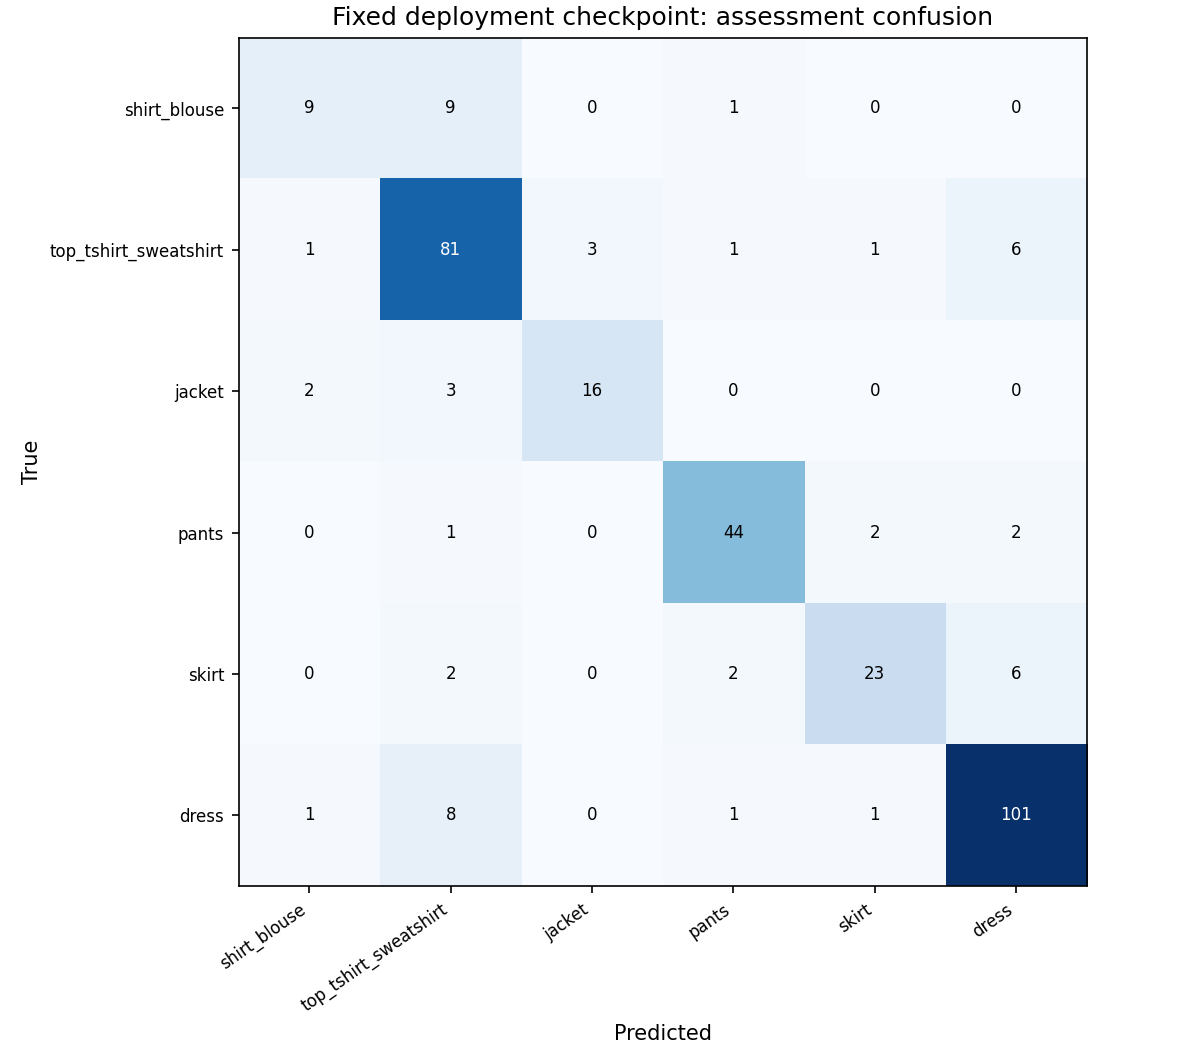 Fixed deployment checkpoint: assessment confusion
shirt_blouse 9 9 0 1 0 0
top_tshirt_sweatshirt 1 81 3 1 1 6
jacket 2 3 16 0 0 0
True
pants 0 1 0 44 2 2
skirt 0 2 0 2 23 6
dress 1 8 0 1 1 101
shirt_blouse top_tshirt_sweatshirt jacket pants skirt dress
Predicted